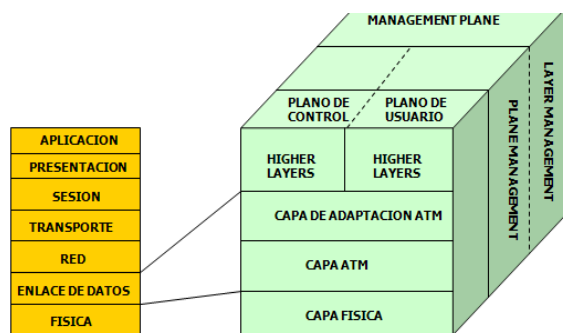 MANAGEMENT PLANE
PLANO DE
CONTROL
PLANO DE
USUARIO
LAYER MANAGEMENT
PLANE MANAGEMENT
APLICACION
PRESENTACION
SESION
TRANSPORTE
RED
ENLACE DE DATOS
FISICA
HIGHER
LAYERS
HIGHER
LAYERS
CAPA DE ADAPTACION ATM
CAPA ATM
CAPA FISICA